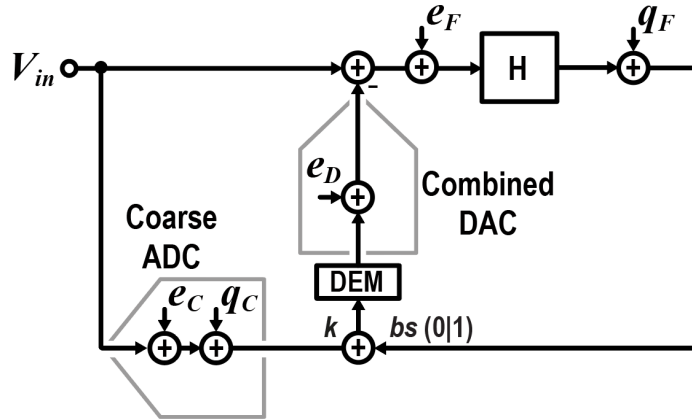 e_F
q_F
V_in
H
-
e_D
Combined
DAC
Coarse
ADC
DEM
e_C q_C
k bs (0|1)